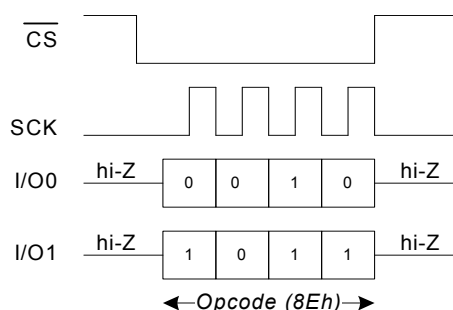 CS
SCK
I/O0 hi-Z 0 0 1 0 hi-Z
I/O1 hi-Z 1 0 1 1 hi-Z
Opcode (8Eh)